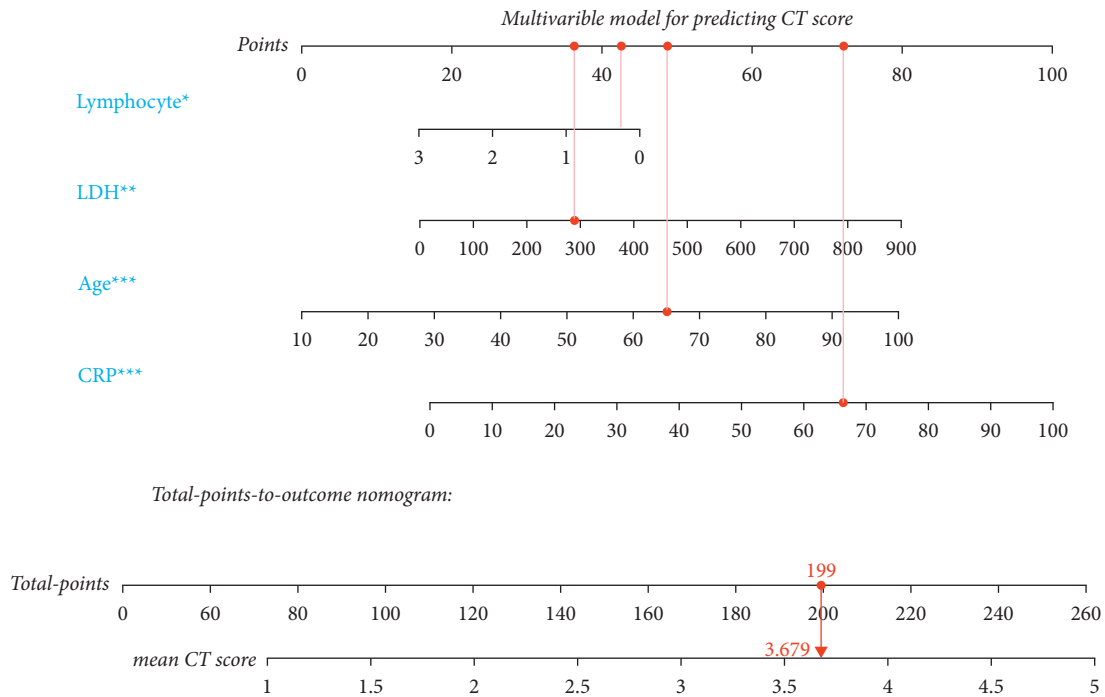 Multivarible model for predicting CT score
Points
0 20 40 60 80 100
Lymphocyte*
3 2 1 0
LDH**
0 100 200 300 400 500 600 700 800 900
Age***
10 20 30 40 50 60 70 80 90 100
CRP***
0 10 20 30 40 50 60 70 80 90 100
Total-points-to-outcome nomogram:
199
Total-points
0 60 80 100 120 140 160 180 200 220 240 260
3.679
mean CT score
1 1.5 2 2.5 3 3.5 4 4.5 5